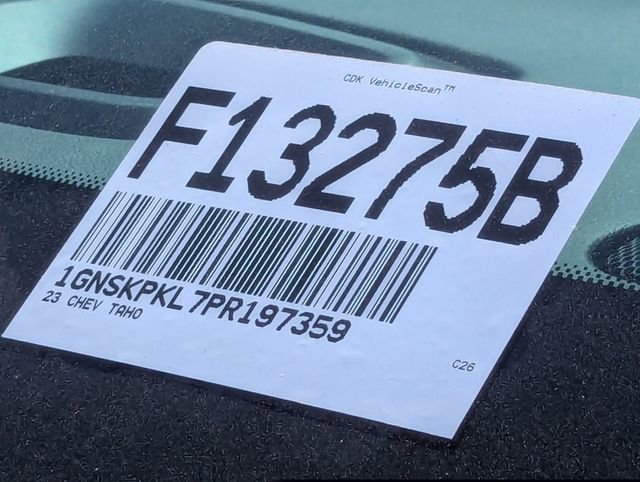 CDK VehicleScan™
F13275B
1GNSKPKL7PR197359
23 CHEV TAHO
C26